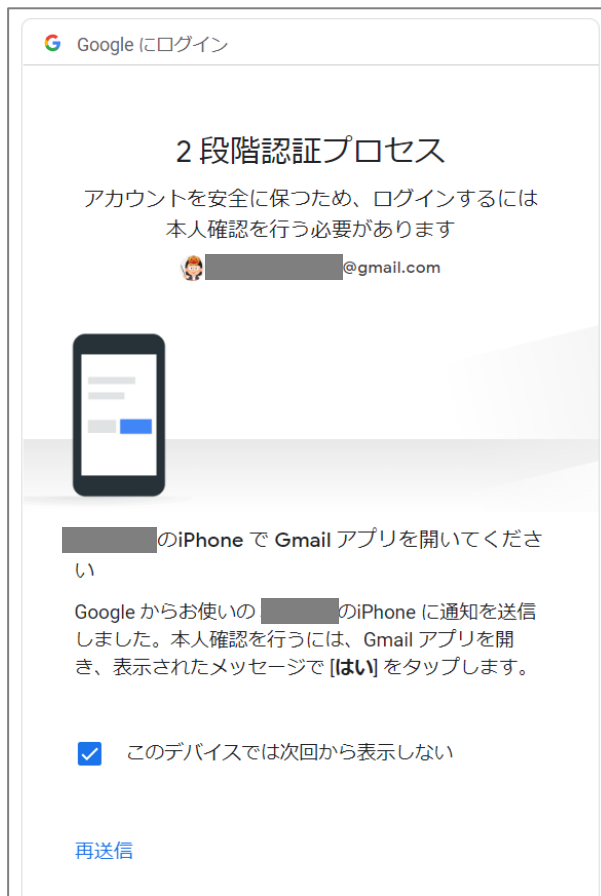 Google にログイン
2 段階認証プロセス
アカウントを安全に保つため、ログインするには
本人確認を行う必要があります
@gmail.com
のiPhone で Gmail アプリを開いてくださ
い
Google からお使いの のiPhone に通知を送信
しました。本人確認を行うには、Gmail アプリを開
き、表示されたメッセージで [はい] をタップします。
このデバイスでは次回から表示しない
再送信